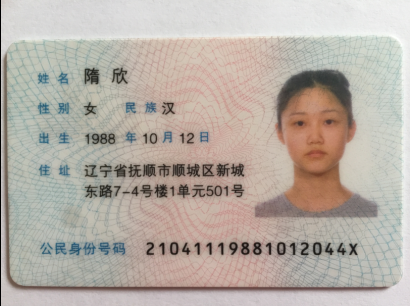 姓名 隋欣
性别 女 民族 汉
出生 1988 年 10 月 12 日
住址 辽宁省抚顺市顺城区新城
东路7-4号楼1单元501号
公民身份号码 21041119881012044X